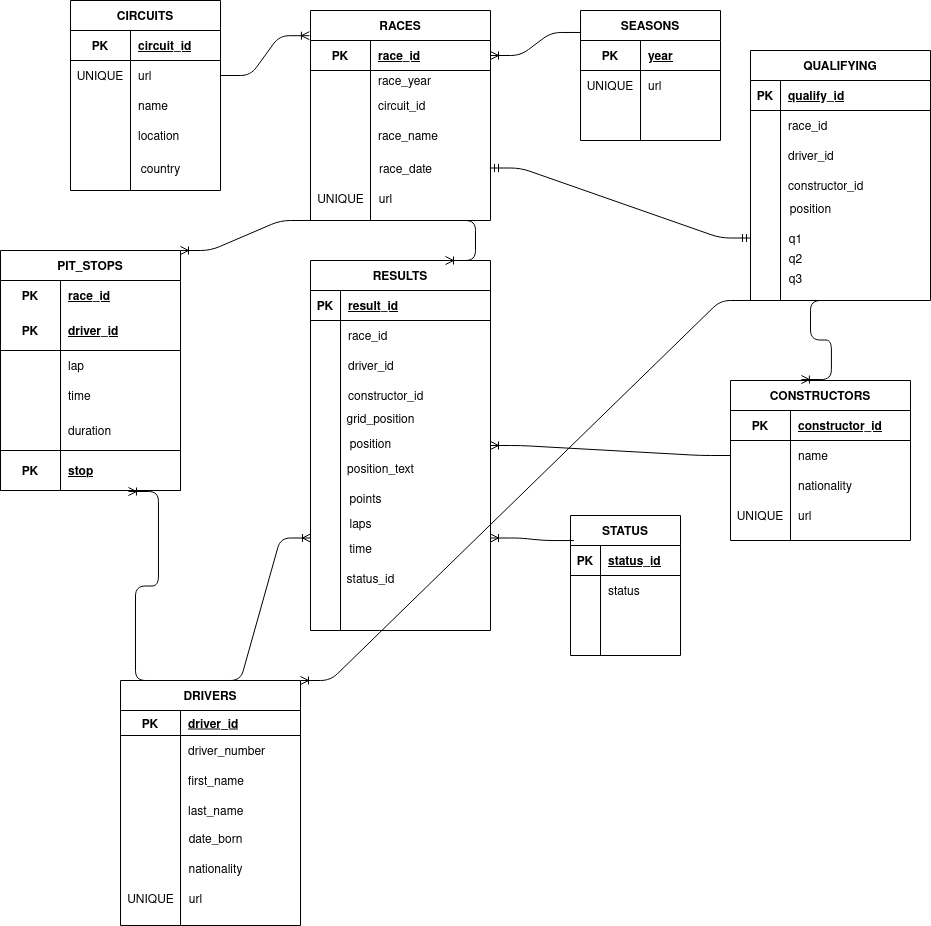 CIRCUITS
PK circuit_id
UNIQUE url
name
location
country
RACES
PK race_id
race_year
circuit_id
race_name
race_date
UNIQUE url
SEASONS
PK year
UNIQUE url
QUALIFYING
PK qualify_id
race_id
driver_id
constructor_id
position
q1
q2
q3
PIT_STOPS
PK race_id
PK driver_id
lap
time
duration
PK stop
RESULTS
PK result_id
race_id
driver_id
constructor_id
grid_position
position
position_text
points
laps
time
status_id
CONSTRUCTORS
PK constructor_id
name
nationality
UNIQUE url
STATUS
PK status_id
status
DRIVERS
PK driver_id
driver_number
first_name
last_name
date_born
nationality
UNIQUE url